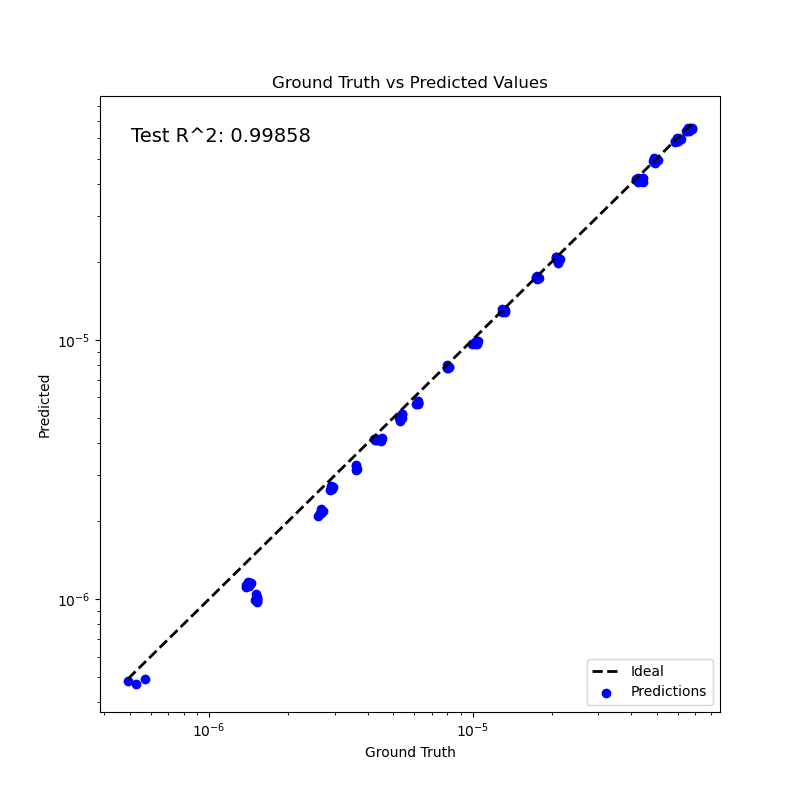 Ground Truth vs Predicted Values
Test R^2: 0.99858
10⁻⁵
10⁻⁶
Predicted
10⁻⁶
10⁻⁵
Ground Truth
Ideal
Predictions